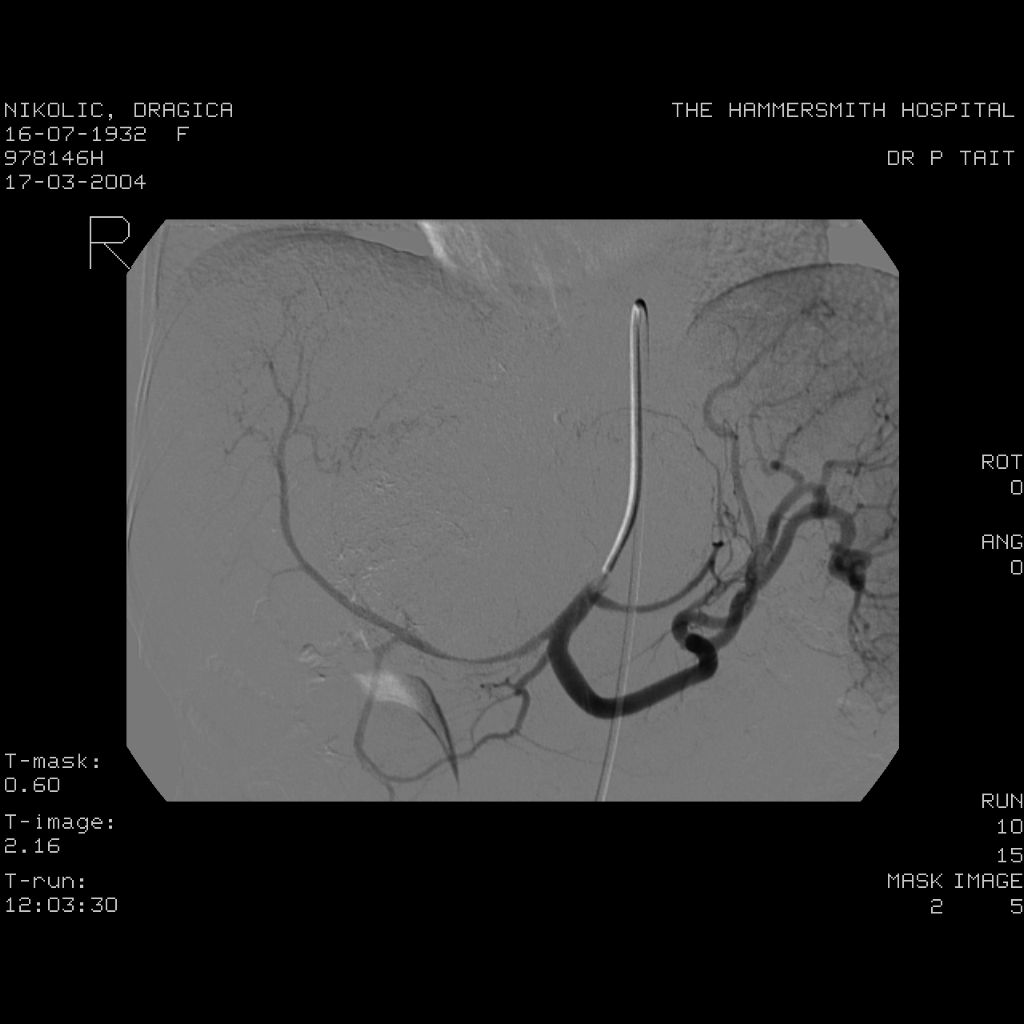 NIKOLIC, DRAGICA
16-07-1932 F
978146H
17-03-2004
THE HAMMERSMITH HOSPITAL
DR P TAIT
R
ROT
0
ANG
0
T-mask:
0.60
T-image:
2.16
T-run:
12:03:30
RUN
10
15
MASK IMAGE
2 5